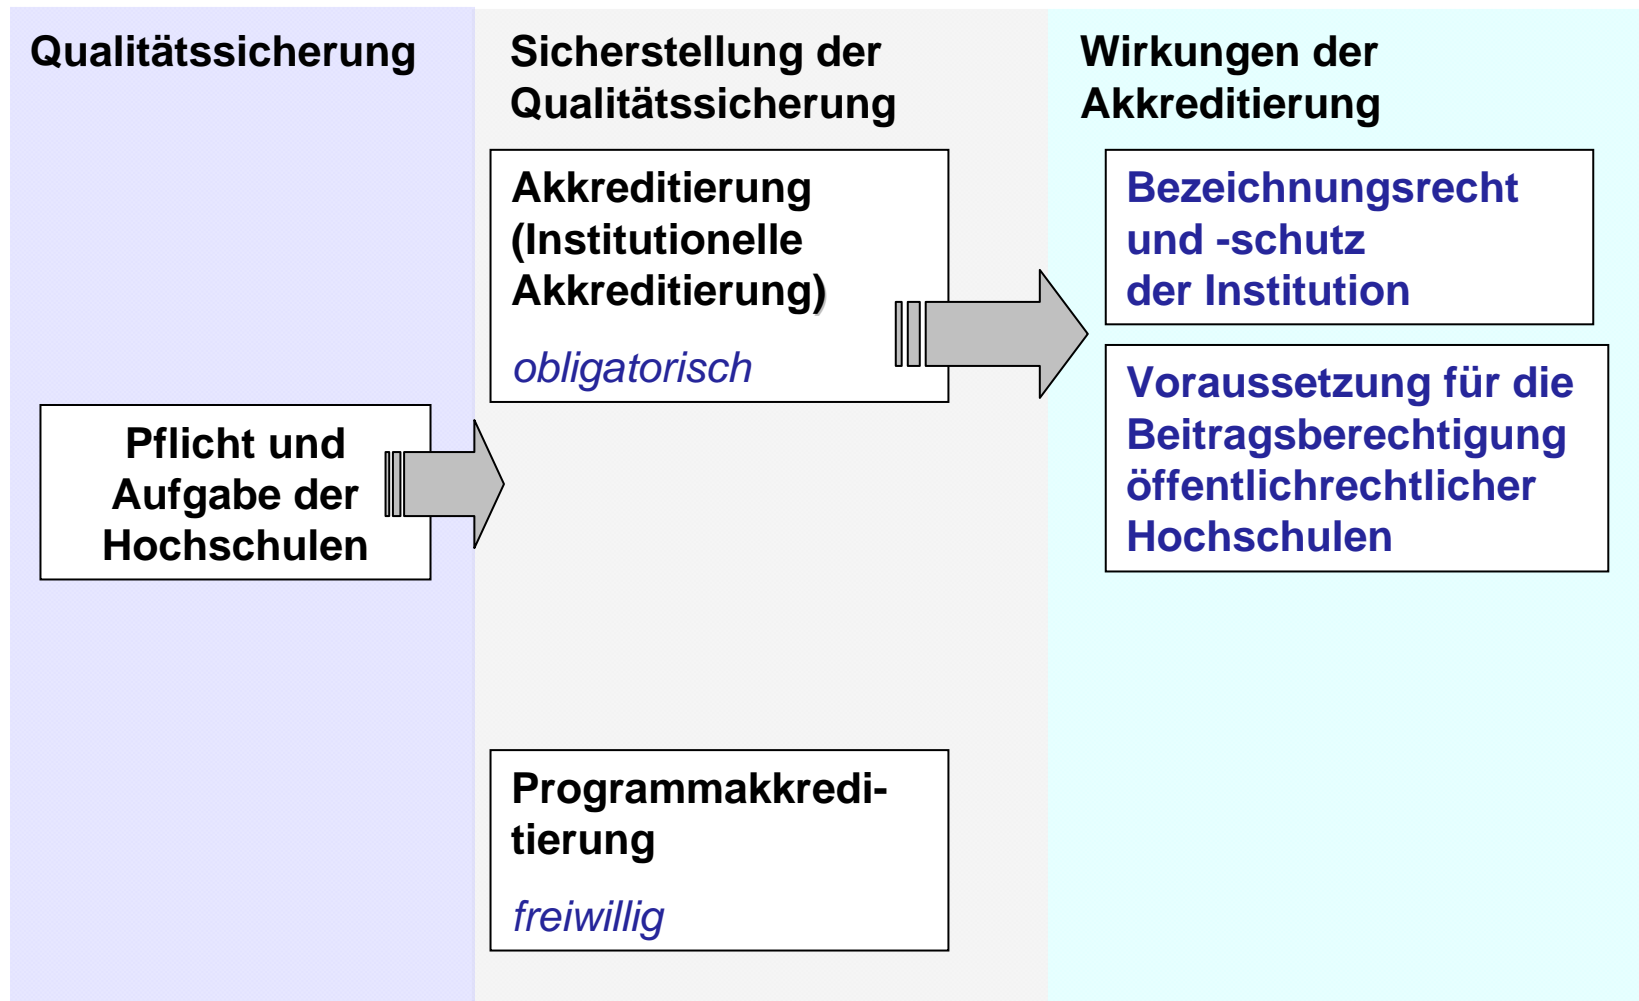 Qualitätssicherung
Pflicht und
Aufgabe der
Hochschulen
Sicherstellung der
Qualitätssicherung
Akkreditierung
(Institutionelle
Akkreditierung)
obligatorisch
Programmakkredi-
tierung
freiwillig
Wirkungen der
Akkreditierung
Bezeichnungsrecht
und -schutz
der Institution
Voraussetzung für die
Beitragsberechtigung
öffentlichrechtlicher
Hochschulen